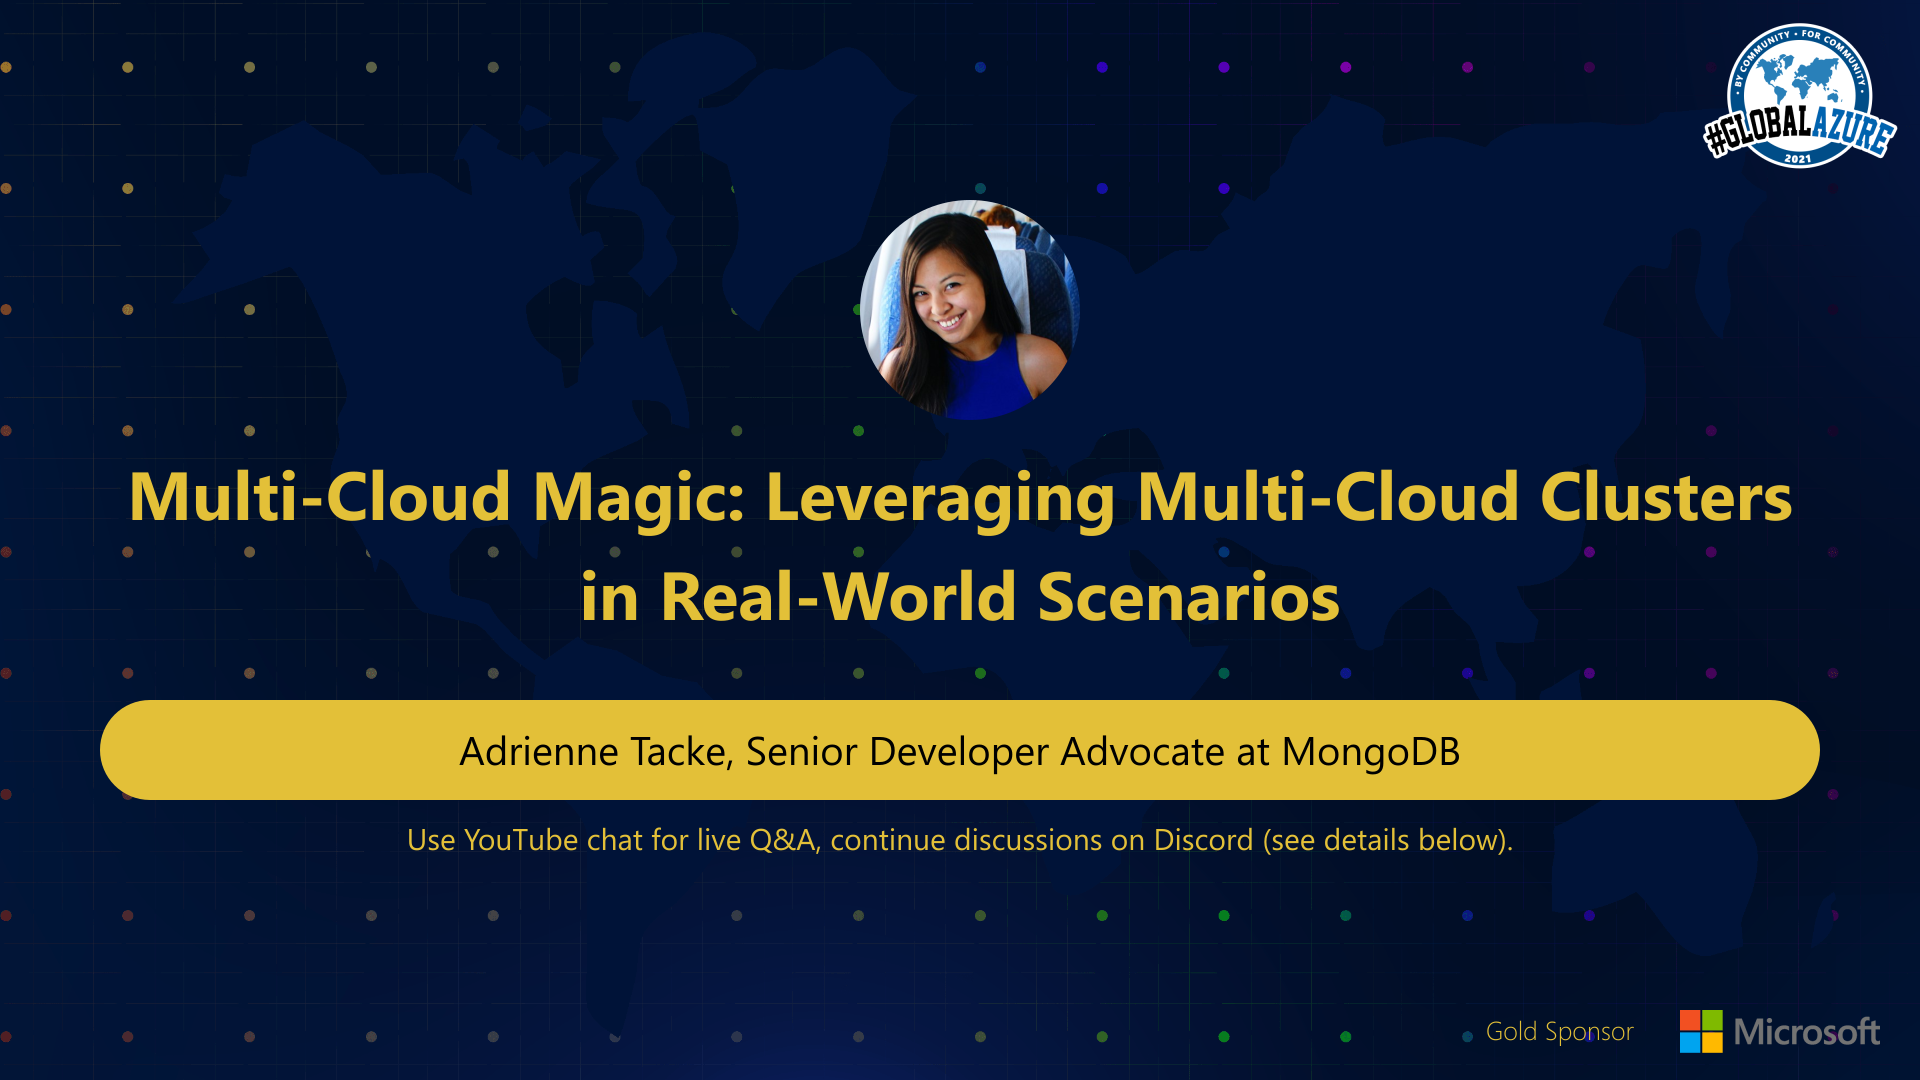 • BY COMMUNITY • FOR COMMUNITY •
#GLOBALAZURE
2021
Multi-Cloud Magic: Leveraging Multi-Cloud Clusters
in Real-World Scenarios
Adrienne Tacke, Senior Developer Advocate at MongoDB
Use YouTube chat for live Q&A, continue discussions on Discord (see details below).
Gold Sponsor
Microsoft